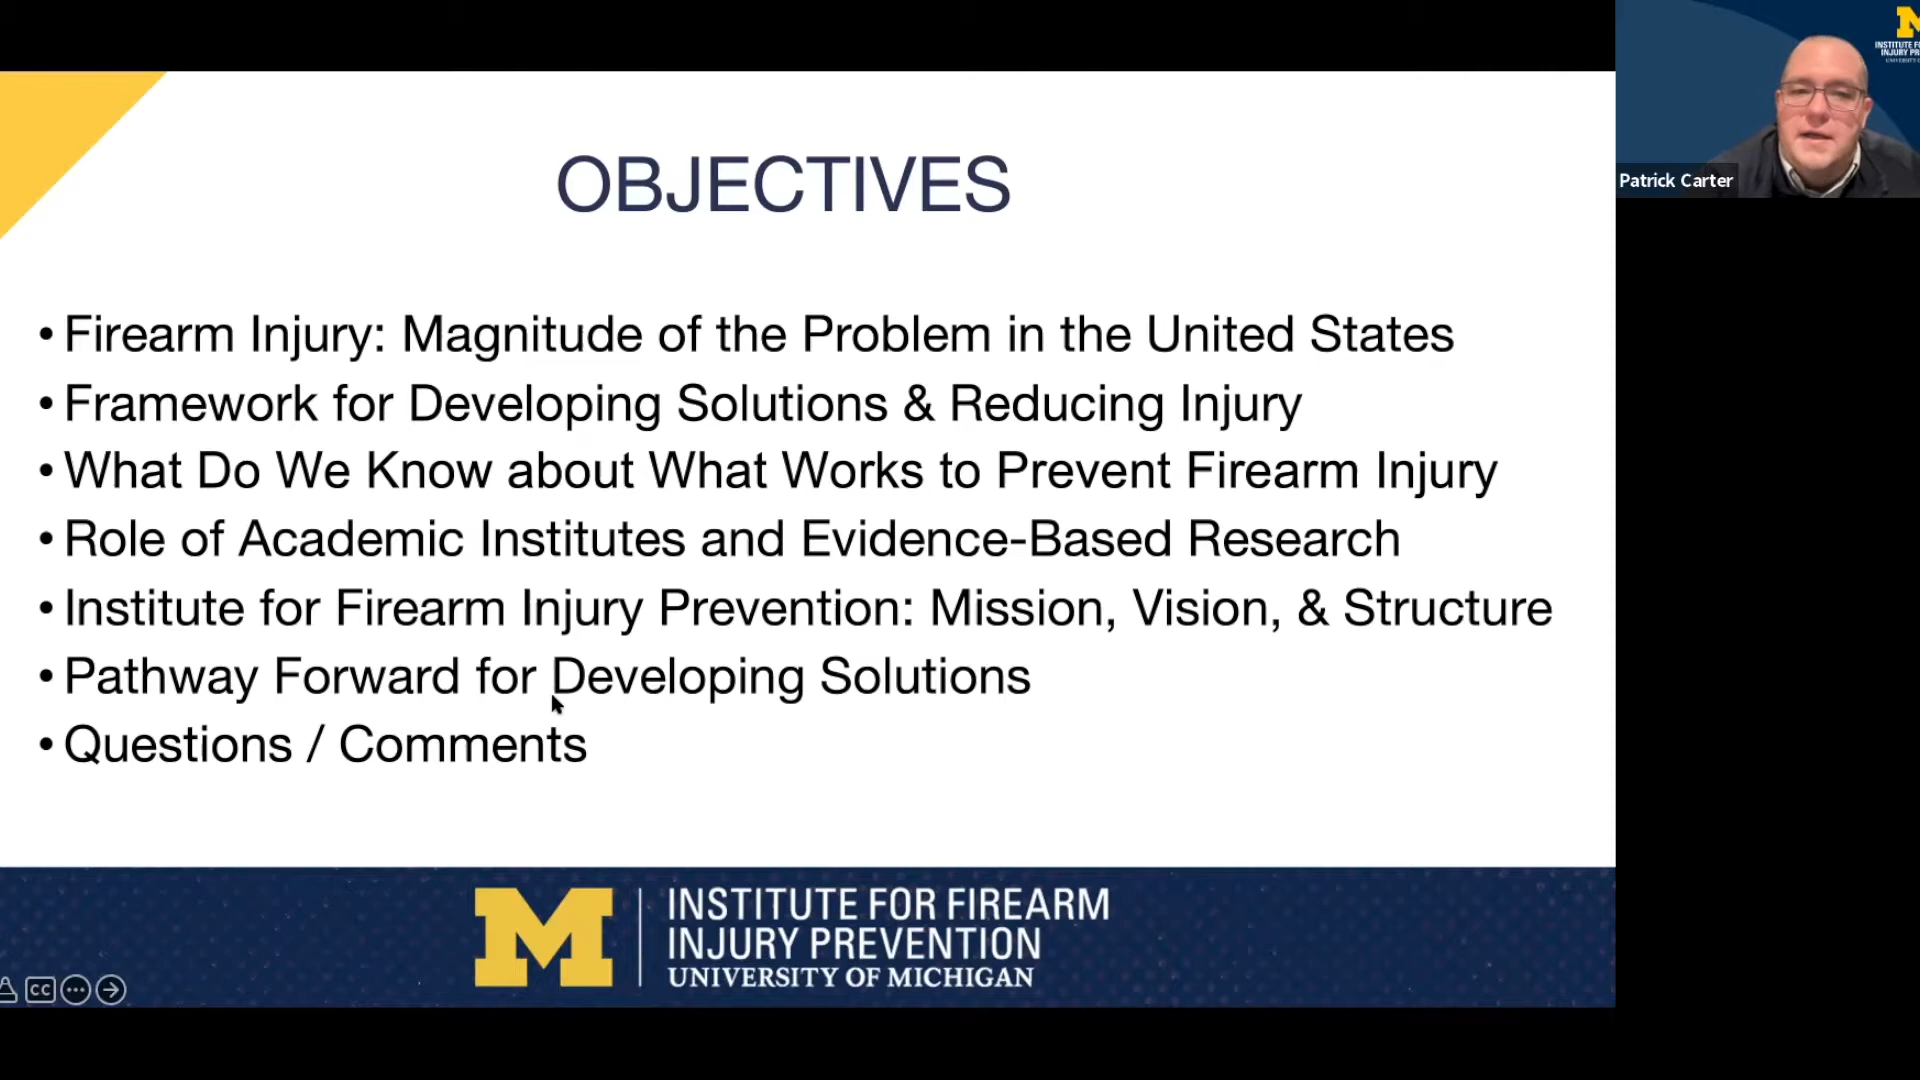 OBJECTIVES
• Firearm Injury: Magnitude of the Problem in the United States
• Framework for Developing Solutions & Reducing Injury
• What Do We Know about What Works to Prevent Firearm Injury
• Role of Academic Institutes and Evidence-Based Research
• Institute for Firearm Injury Prevention: Mission, Vision, & Structure
• Pathway Forward for Developing Solutions
• Questions / Comments
M
INSTITUTE FOR FIREARM
INJURY PREVENTION
UNIVERSITY OF MICHIGAN
CC
Patrick Carter
M
INSTITUTE
INJURY